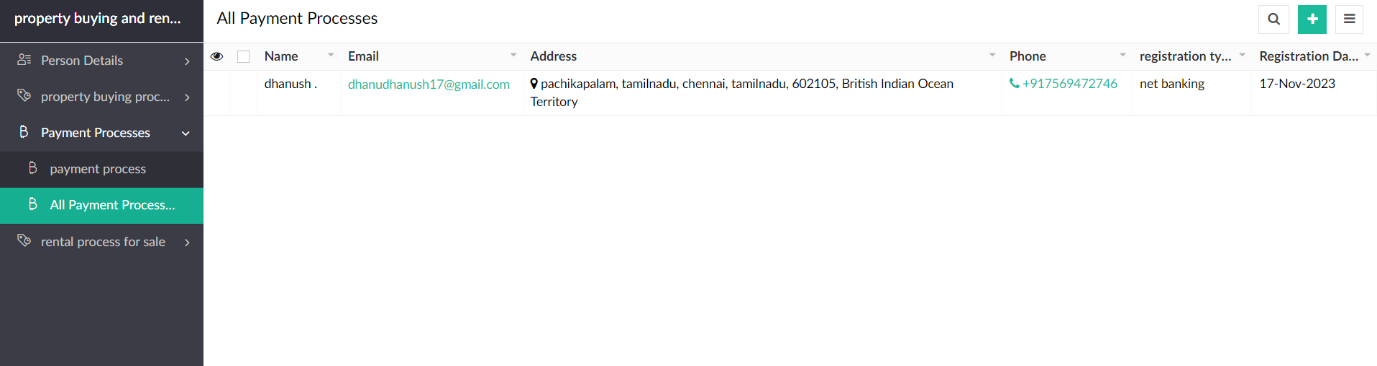 property buying and ren...
All Payment Processes
Person Details
property buying proc...
Payment Processes
payment process
All Payment Process...
rental process for sale
Name Email Address Phone registration ty... Registration Da...
dhanush . dhanudhanush17@gmail.com pachikapalam, tamilnadu, chennai, tamilnadu, 602105, British Indian Ocean +917569472746 net banking 17-Nov-2023
Territory